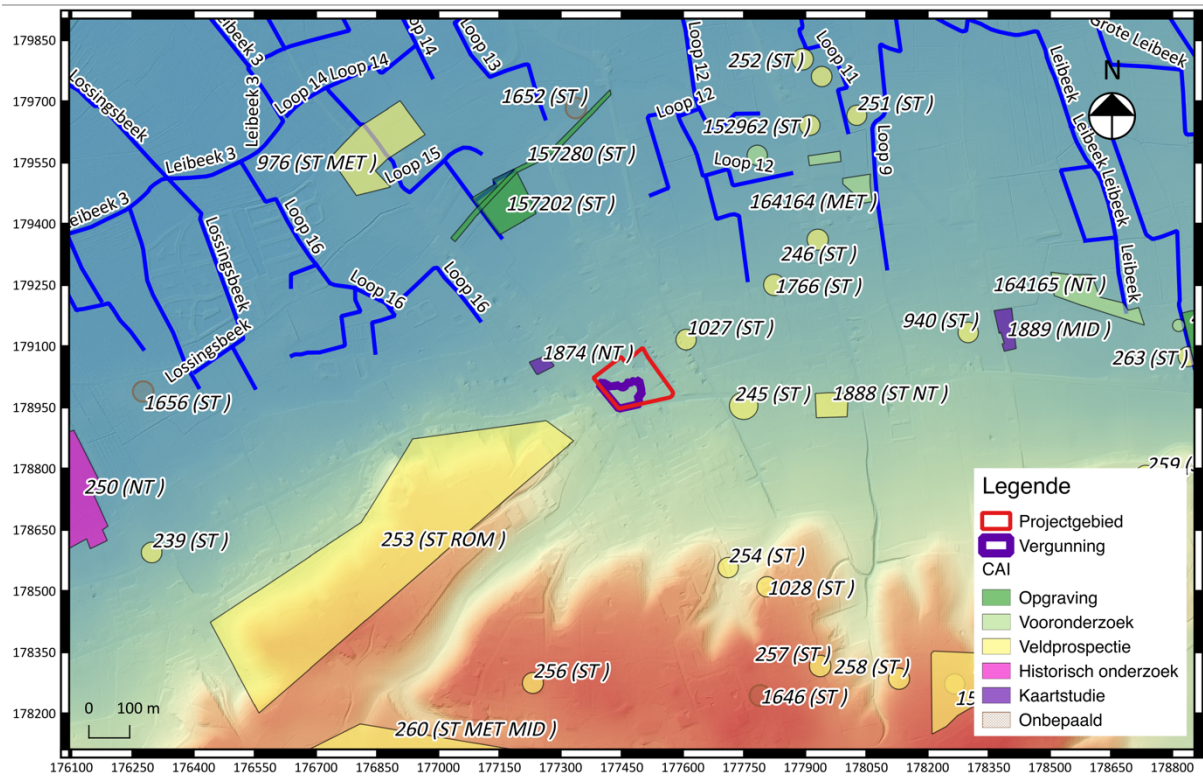 179850
179700
179550
179400
179250
179100
178950
178800
178650
178500
178350
178200
Leibeek 3
Loop 14
Loop 13
Lossingsbeek
Leibeek 3
Loop 14
Loop 14
Loop 12
252 (ST )
Loop 11
Leibeek
Grote Leibeek
N
1652 (ST )
Loop 12
152962 (ST )
251 (ST )
Leibeek 3
976 (ST MET )
Loop 15
157280 (ST )
Loop 12
Loop 9
157202 (ST )
164164 (MET )
Leibeek
eibeek 3
Loop 16
Lossingsbeek
246 (ST )
Leibeek
Loop 16
Loop 16
1766 (ST )
164165 (NT )
Lossingsbeek
1874 (NT )
1027 (ST )
940 (ST )
1889 (MID )
263 (ST )
1656 (ST )
245 (ST )
1888 (ST NT )
250 (NT )
259 (
239 (ST )
253 (ST ROM )
254 (ST )
1028 (ST )
256 (ST )
257 (ST )
258 (ST )
1646 (ST )
15
260 (ST MET MID )
0 100 m
Legende
Projectgebied
Vergunning
CAI
Opgraving
Vooronderzoek
Veldprospectie
Historisch onderzoek
Kaartstudie
Onbepaald
176100 176250 176400 176550 176700 176850 177000 177150 177300 177450 177600 177750 177900 178050 178200 178350 178500 178650 178800